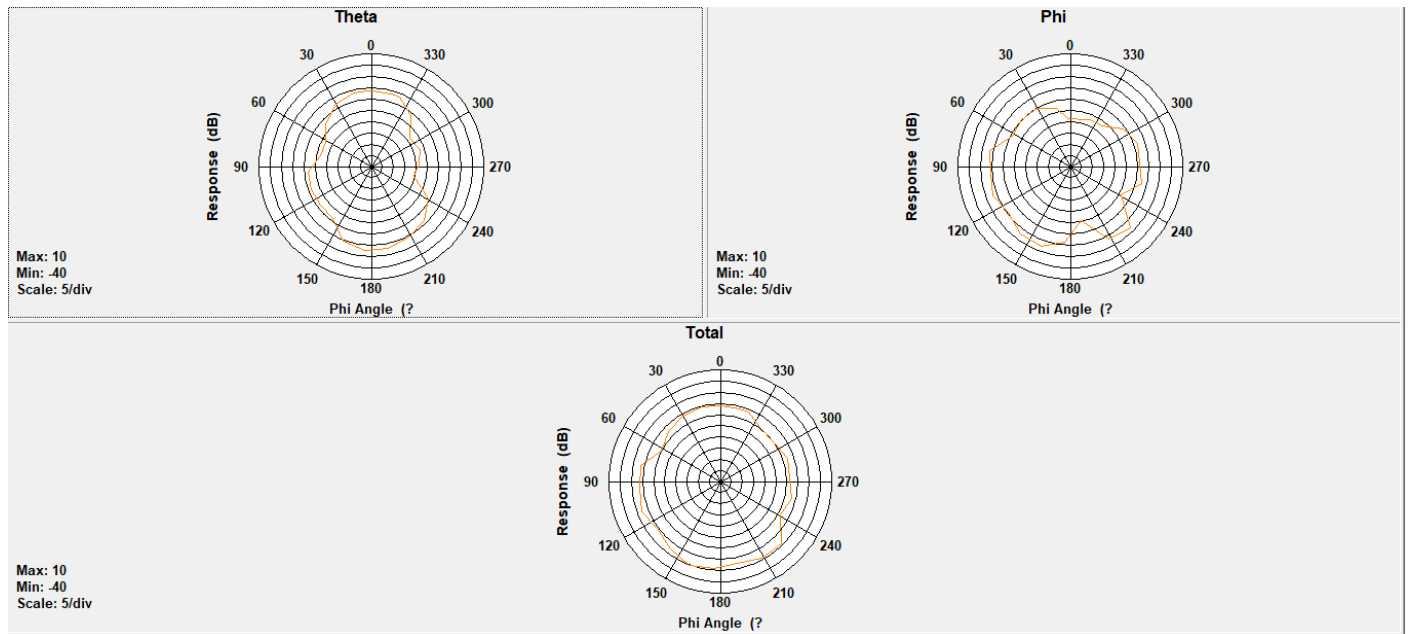 Theta
0
30
330
60
300
Response (dB)
90
270
120
240
150
210
180
Max: 10
Min: -40
Scale: 5/div
Phi Angle (?
Phi
0
30
330
60
300
Response (dB)
90
270
120
240
150
210
180
Max: 10
Min: -40
Scale: 5/div
Phi Angle (?
Total
0
30
330
60
300
Response (dB)
90
270
120
240
150
210
180
Max: 10
Min: -40
Scale: 5/div
Phi Angle (?